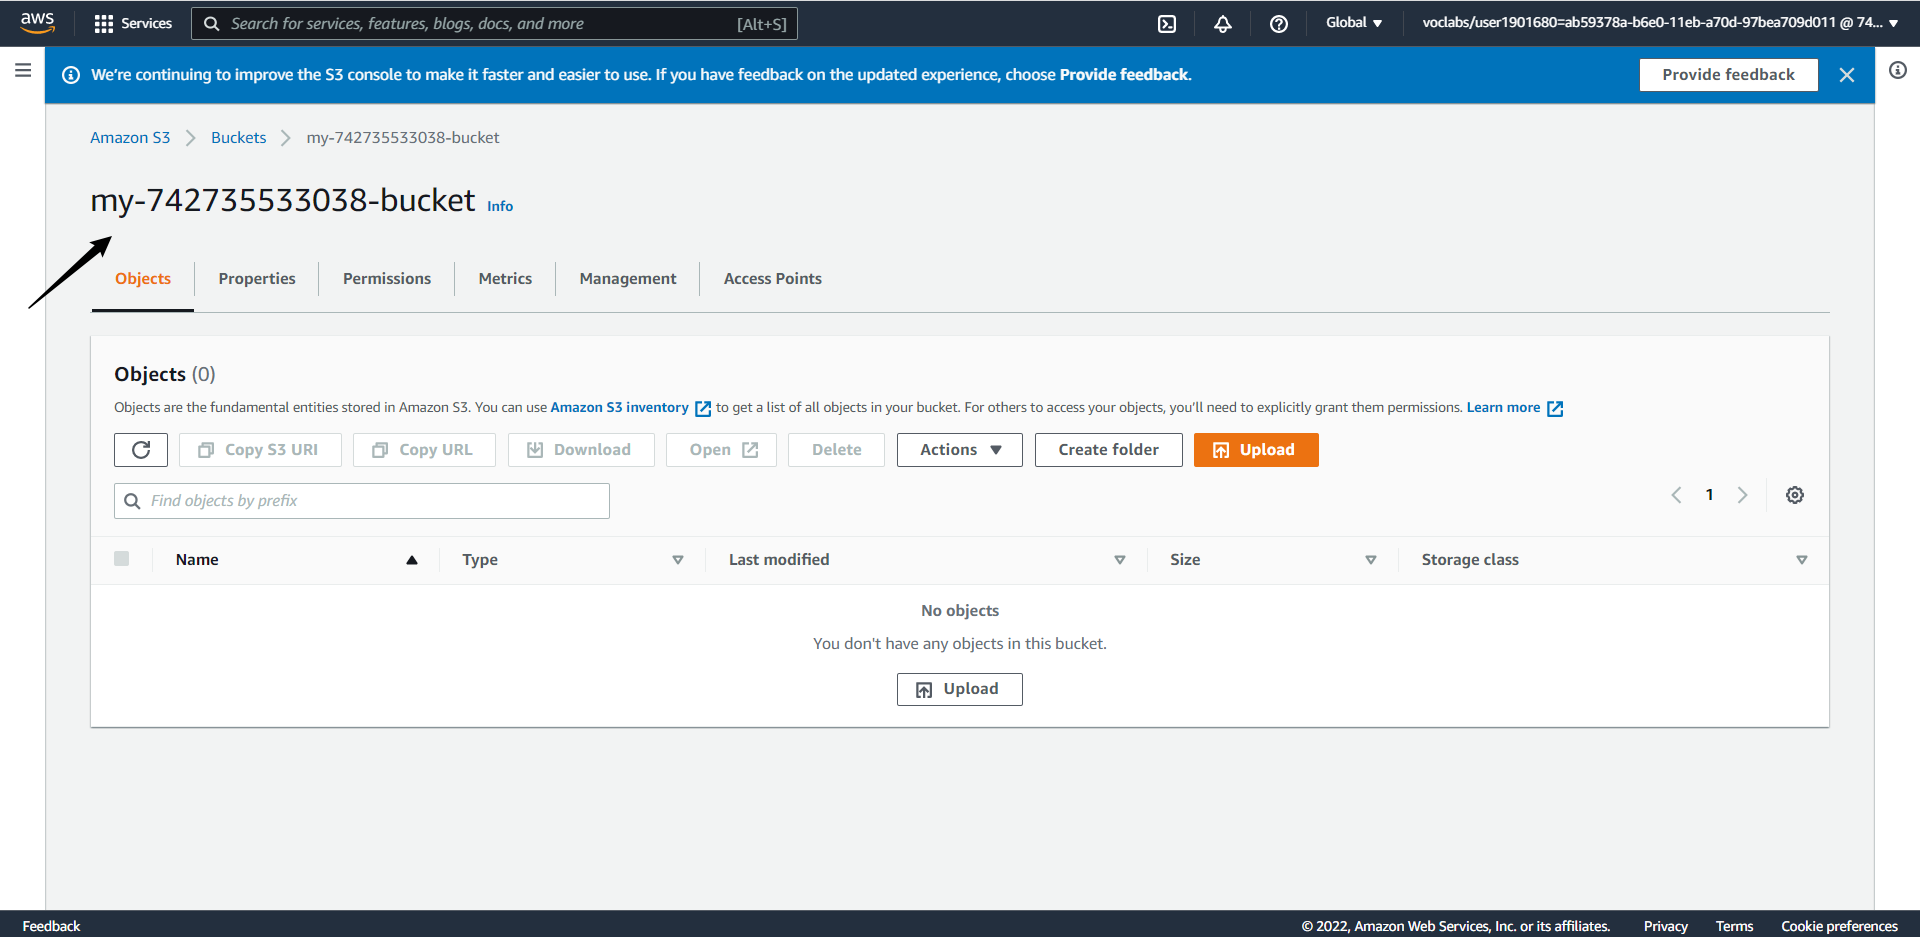 aws Services Search for services, features, blogs, docs, and more [Alt+S] Global voclabs/user1901680=ab59378a-b6e0-11eb-a70d-97bea709d011 @ 74...
We're continuing to improve the S3 console to make it faster and easier to use. If you have feedback on the updated experience, choose Provide feedback. Provide feedback
Amazon S3 Buckets my-742735533038-bucket
my-742735533038-bucket Info
Objects Properties Permissions Metrics Management Access Points
Objects (0)
Objects are the fundamental entities stored in Amazon S3. You can use Amazon S3 inventory to get a list of all objects in your bucket. For others to access your objects, you'll need to explicitly grant them permissions. Learn more
Copy S3 URI Copy URL Download Open Delete Actions Create folder Upload
Find objects by prefix 1
Name Type Last modified Size Storage class
No objects
You don't have any objects in this bucket.
Upload
Feedback © 2022, Amazon Web Services, Inc. or its affiliates. Privacy Terms Cookie preferences